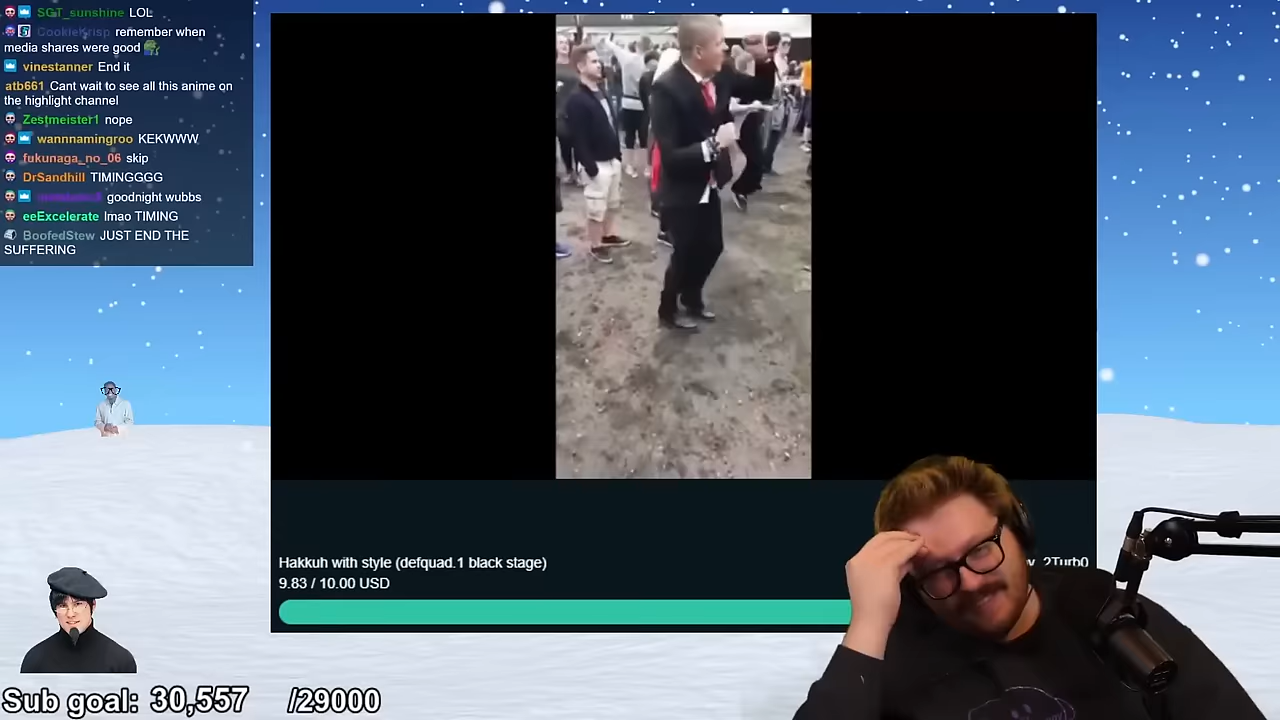 SGT_sunshine LOL
CookieKrisp remember when
media shares were good
vinestanner End it
atb661 Cant wait to see all this anime on
the highlight channel
Zestmeister1 nope
wannnamingroo KEKWWW
fukunaga_no_06 skip
DrSandhill TIMINGGGG
goodnight wubbs
eeExcelerate lmao TIMING
BoofedStew JUST END THE
SUFFERING
Hakkuh with style (defquad.1 black stage)
2Turb0
9.83 / 10.00 USD
Sub goal: 30,557 /29000